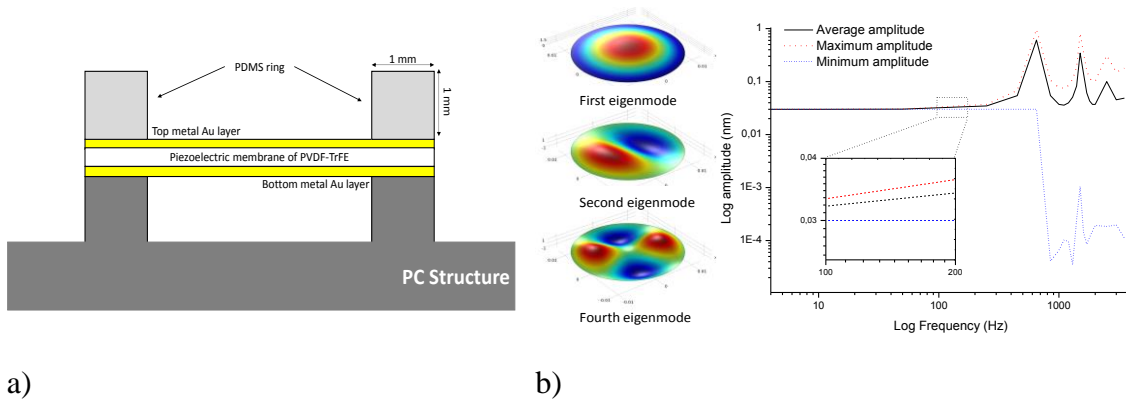 1 mm
PDMS ring
1 mm
Top metal Au layer
Piezoelectric membrane of PVDF-TrFE
Bottom metal Au layer
PC Structure
a)
First eigenmode
Second eigenmode
Fourth eigenmode
Average amplitude
Maximum amplitude
Minimum amplitude
Log amplitude (nm)
1
0,1
0,01
1E-3
1E-4
0,04
0,03
100
200
10
100
1000
Log Frequency (Hz)
b)